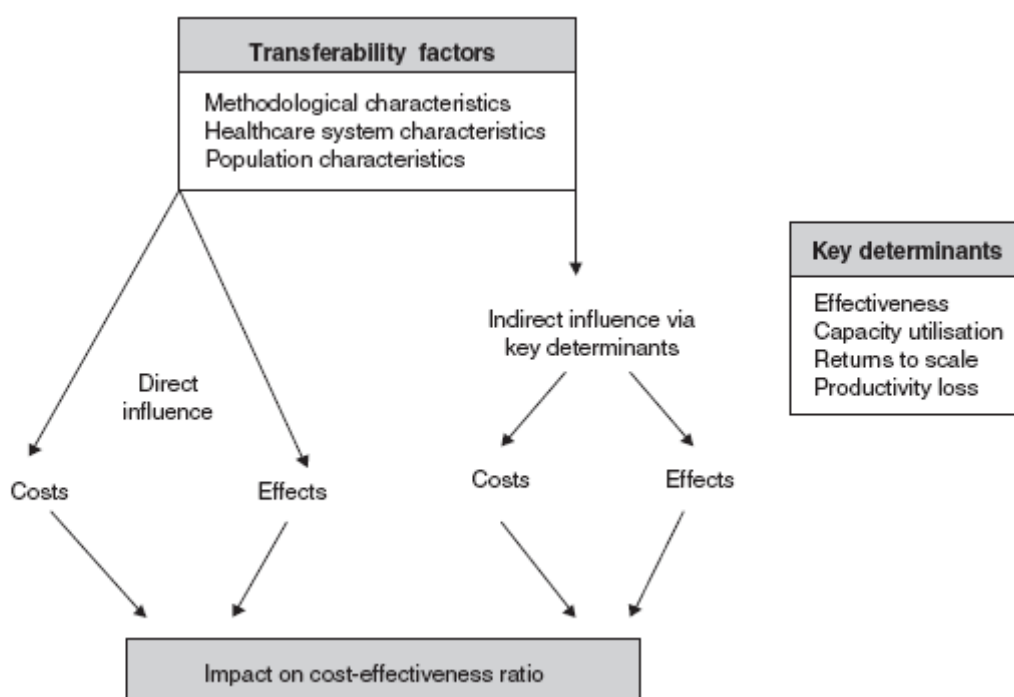 Transferability factors
Methodological characteristics
Healthcare system characteristics
Population characteristics
Key determinants
Effectiveness
Capacity utilisation
Returns to scale
Productivity loss
Indirect influence via
key determinants
Direct
influence
Costs
Effects
Costs
Effects
Impact on cost-effectiveness ratio